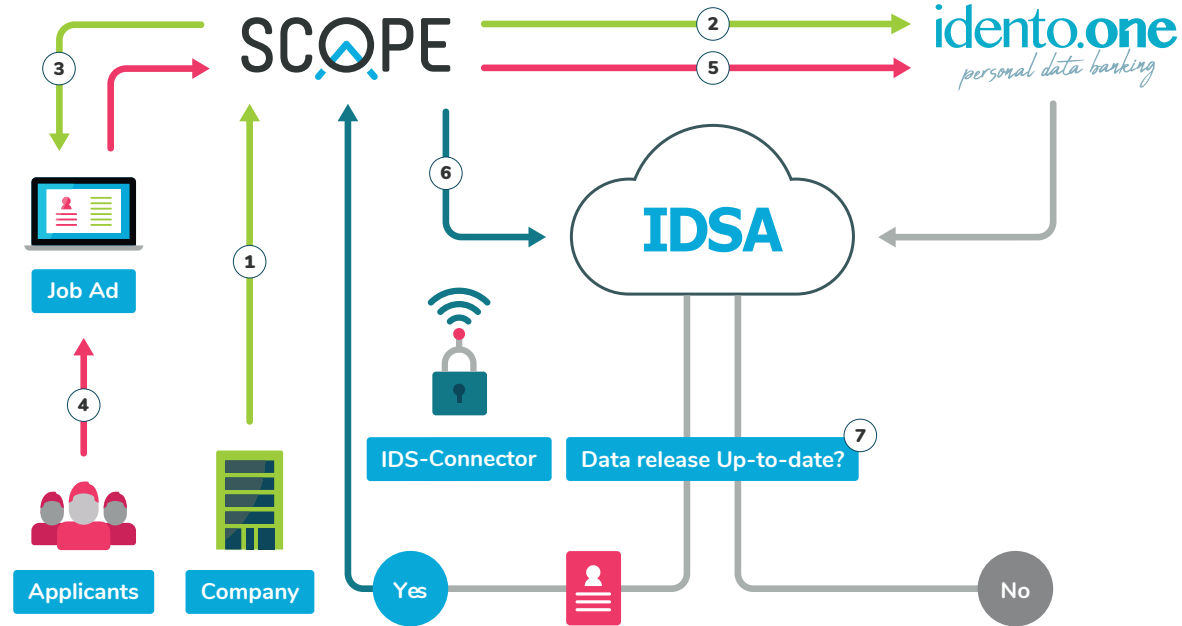 SCOPE
idento.one
personal data banking
2
5
3
6
IDSA
1
Job Ad
4
7
IDS-Connector
Data release Up-to-date?
Applicants
Company
Yes
No